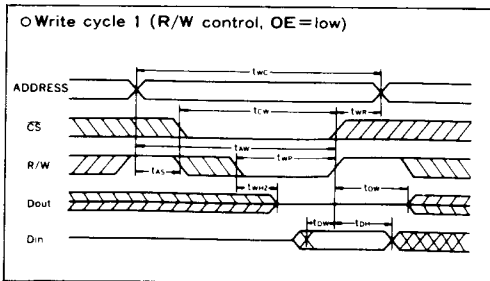 ○ Write cycle 1 (R/W control, OE=low)
tWC
ADDRESS
tCW
tWR
CS
tAW
R/W
tAS
tWP
tWHZ
tOW
Dout
tDW
tDH
Din